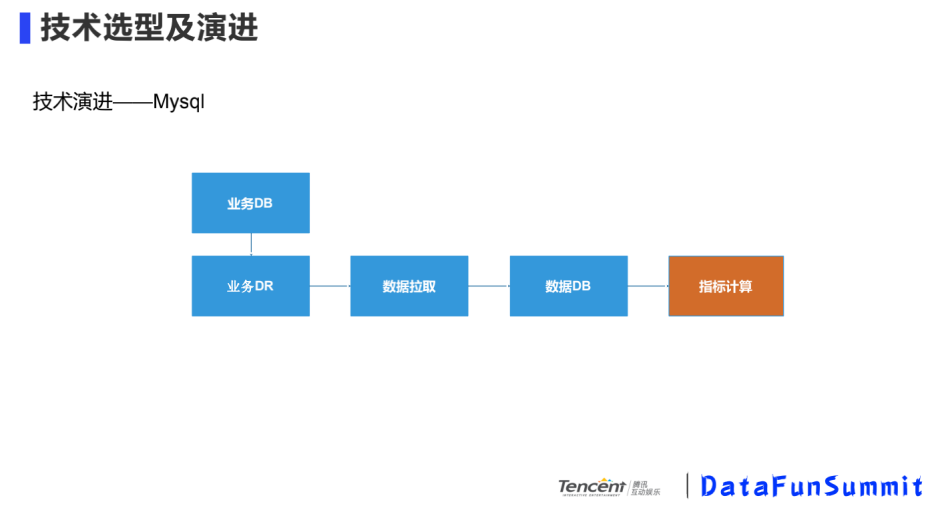 技术选型及演进
技术演进——Mysql
业务DB
业务DR
数据拉取
数据DB
指标计算
Tencent
INTERACTIVE ENTERTAINMENT
腾讯
互动娱乐
DataFunSummit